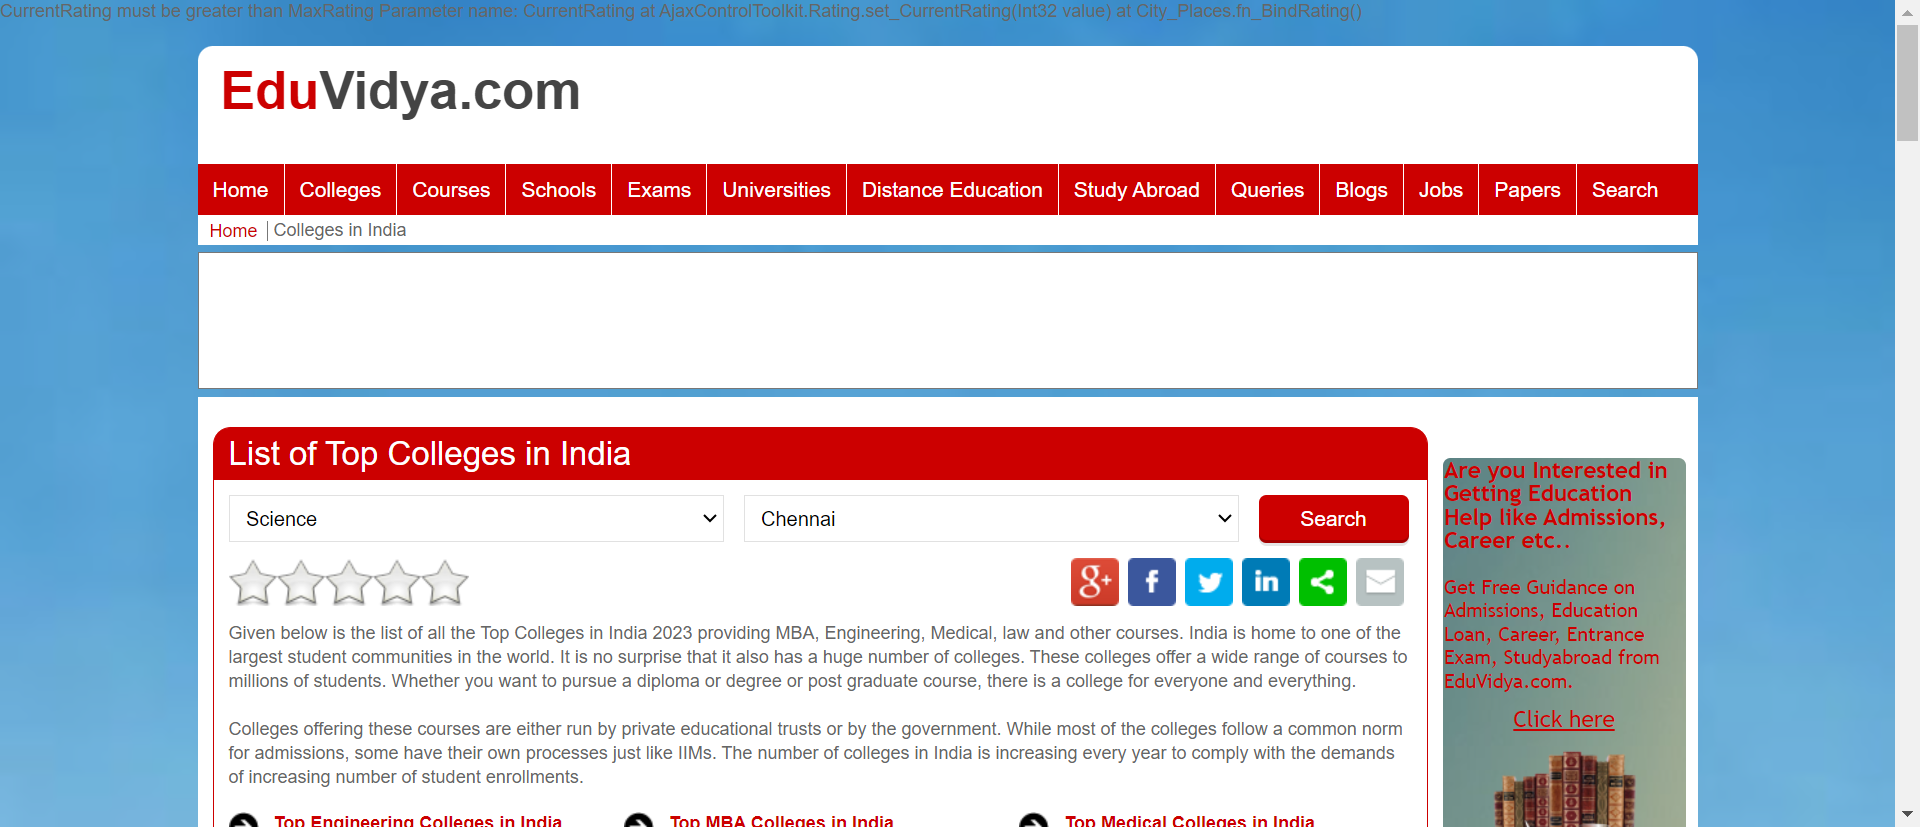 CurrentRating must be greater than MaxRating Parameter name: CurrentRating at AjaxControlToolkit.Rating.set_CurrentRating(Int32 value) at City_Places.fn_BindRating()
EduVidya.com
Home Colleges Courses Schools Exams Universities Distance Education Study Abroad Queries Blogs Jobs Papers Search
Home Colleges in India
List of Top Colleges in India
Science Chennai Search
Given below is the list of all the Top Colleges in India 2023 providing MBA, Engineering, Medical, law and other courses. India is home to one of the
largest student communities in the world. It is no surprise that it also has a huge number of colleges. These colleges offer a wide range of courses to
millions of students. Whether you want to pursue a diploma or degree or post graduate course, there is a college for everyone and everything.
Colleges offering these courses are either run by private educational trusts or by the government. While most of the colleges follow a common norm
for admissions, some have their own processes just like IIMs. The number of colleges in India is increasing every year to comply with the demands
of increasing number of student enrollments.
Top Engineering Colleges in India Top MBA Colleges in India Top Medical Colleges in India
Are you Interested in
Getting Education
Help like Admissions,
Career etc..
Get Free Guidance on
Admissions, Education
Loan, Career, Entrance
Exam, Studyabroad from
EduVidya.com.
Click here